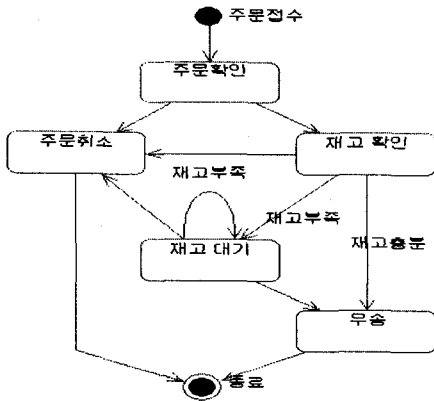 주문접수
주문확인
주문취소
재고 확인
재고부족
재고부족
재고충분
재고 대기
우송
종료